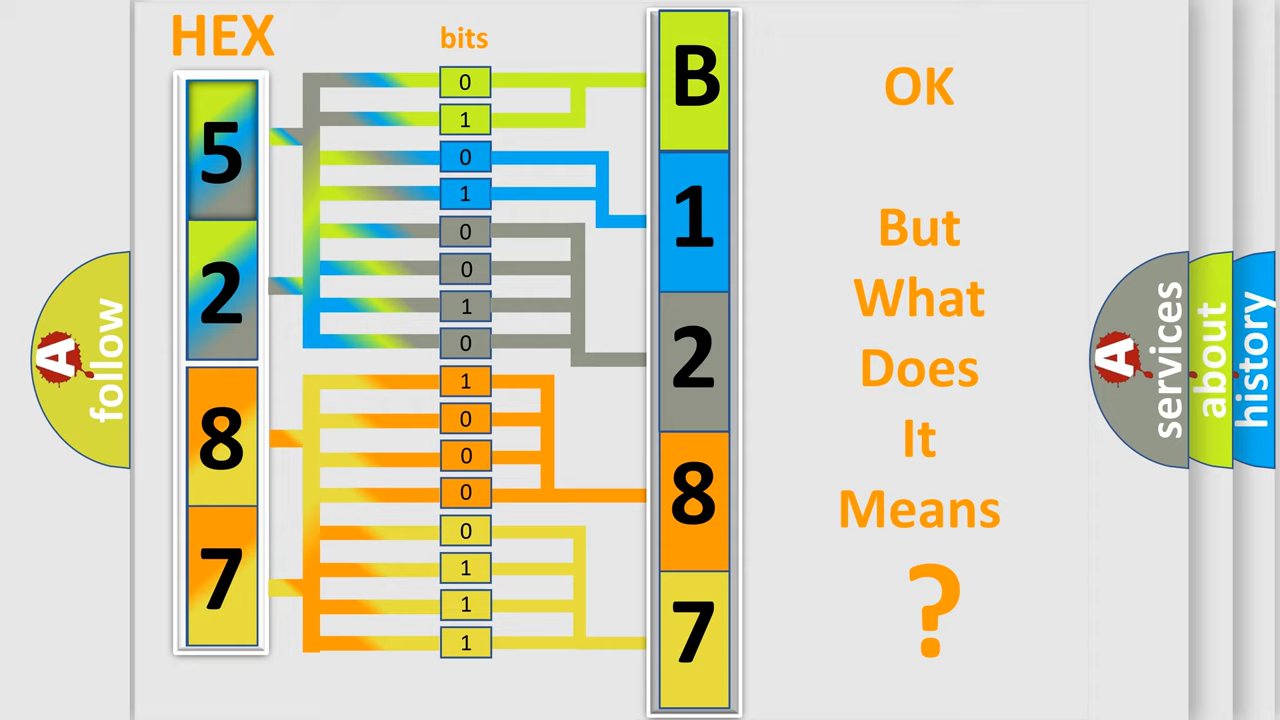 HEX
bits
5
2
8
7
0
1
0
1
0
0
1
0
1
0
0
0
0
1
1
1
B
1
2
8
7
OK
But
What
Does
It
Means
?
A
follow
A
services
about
history